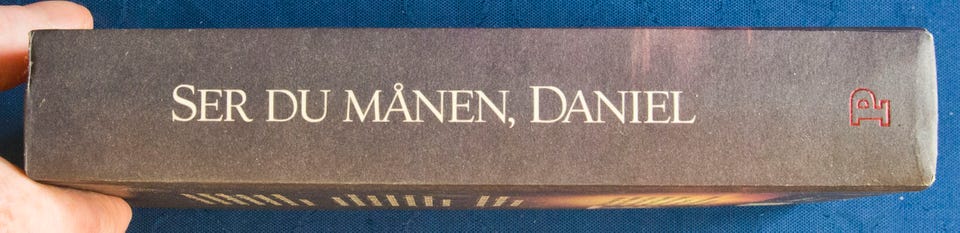 SER DU MÅNEN, DANIEL
P